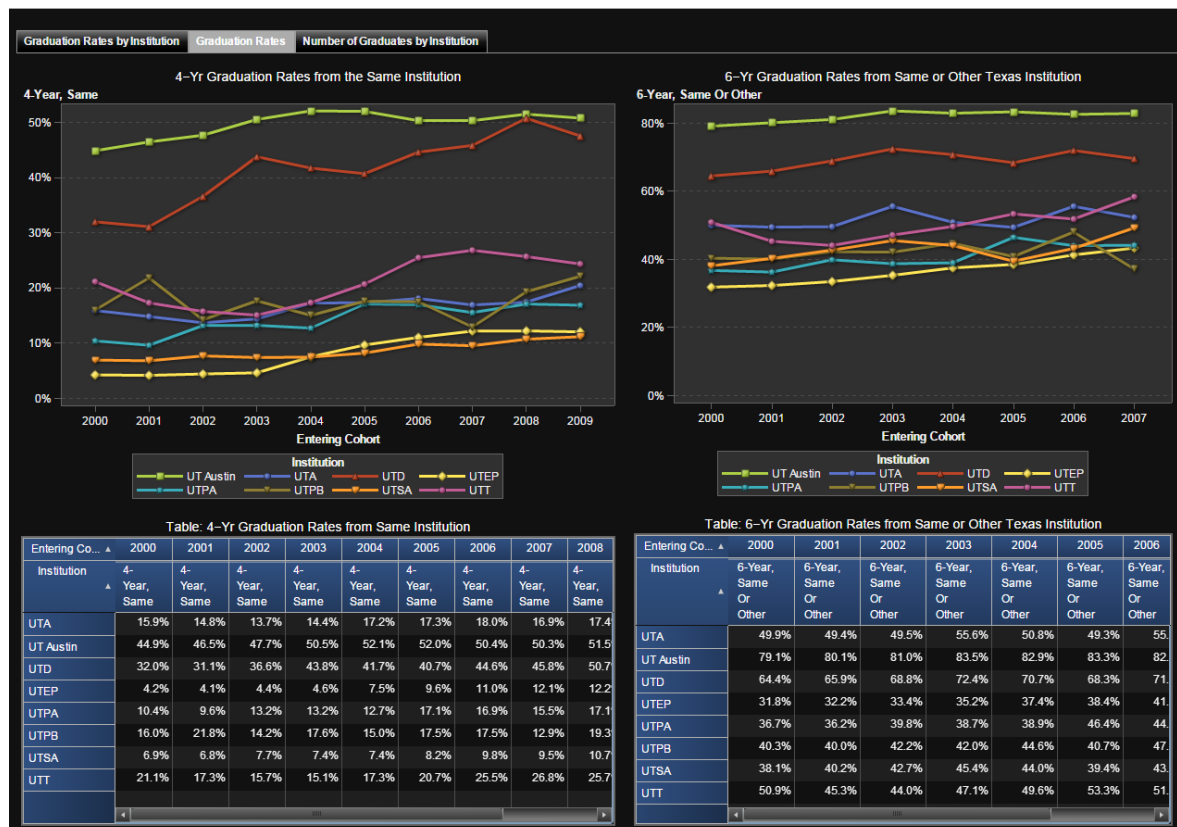 Graduation Rates by Institution Graduation Rates Number of Graduates by Institution
4-Yr Graduation Rates from the Same Institution
4-Year, Same
50%
40%
30%
20%
10%
0%
2000 2001 2002 2003 2004 2005 2006 2007 2008 2009
Entering Cohort
Institution
UT Austin UTA UTD UTEP
UTPA UTPB UTSA UTT
6-Yr Graduation Rates from Same or Other Texas Institution
6-Year, Same Or Other
80%
60%
40%
20%
0%
2000 2001 2002 2003 2004 2005 2006 2007
Entering Cohort
Institution
UT Austin UTA UTD UTEP
UTPA UTPB UTSA UTT
Table: 4-Yr Graduation Rates from Same Institution
Entering Co... 2000 2001 2002 2003 2004 2005 2006 2007 2008
Institution 4- 4- 4- 4- 4- 4- 4- 4- 4-
Year, Year, Year, Year, Year, Year, Year, Year, Year,
Same Same Same Same Same Same Same Same Same
UTA 15.9% 14.8% 13.7% 14.4% 17.2% 17.3% 18.0% 16.9% 17.4
UT Austin 44.9% 46.5% 47.7% 50.5% 52.1% 52.0% 50.4% 50.3% 51.5
UTD 32.0% 31.1% 36.6% 43.8% 41.7% 40.7% 44.6% 45.8% 50.7
UTEP 4.2% 4.1% 4.4% 4.6% 7.5% 9.6% 11.0% 12.1% 12.2
UTPA 10.4% 9.6% 13.2% 13.2% 12.7% 17.1% 16.9% 15.5% 17.1
UTPB 16.0% 21.8% 14.2% 17.6% 15.0% 17.5% 17.5% 12.9% 19.3
UTSA 6.9% 6.8% 7.7% 7.4% 7.4% 8.2% 9.8% 9.5% 10.7
UTT 21.1% 17.3% 15.7% 15.1% 17.3% 20.7% 25.5% 26.8% 25.7
Table: 6-Yr Graduation Rates from Same or Other Texas Institution
Entering Co... 2000 2001 2002 2003 2004 2005 2006
Institution 6-Year, 6-Year, 6-Year, 6-Year, 6-Year, 6-Year, 6-Year,
Same Same Same Same Same Same Same
Or Or Or Or Or Or Or
Other Other Other Other Other Other Other
UTA 49.9% 49.4% 49.5% 55.6% 50.8% 49.3% 55.
UT Austin 79.1% 80.1% 81.0% 83.5% 82.9% 83.3% 82.
UTD 64.4% 65.9% 68.8% 72.4% 70.7% 68.3% 71.
UTEP 31.8% 32.2% 33.4% 35.2% 37.4% 38.4% 41.
UTPA 36.7% 36.2% 39.8% 38.7% 38.9% 46.4% 44.
UTPB 40.3% 40.0% 42.2% 42.0% 44.6% 40.7% 47.
UTSA 38.1% 40.2% 42.7% 45.4% 44.0% 39.4% 43.
UTT 50.9% 45.3% 44.0% 47.1% 49.6% 53.3% 51.